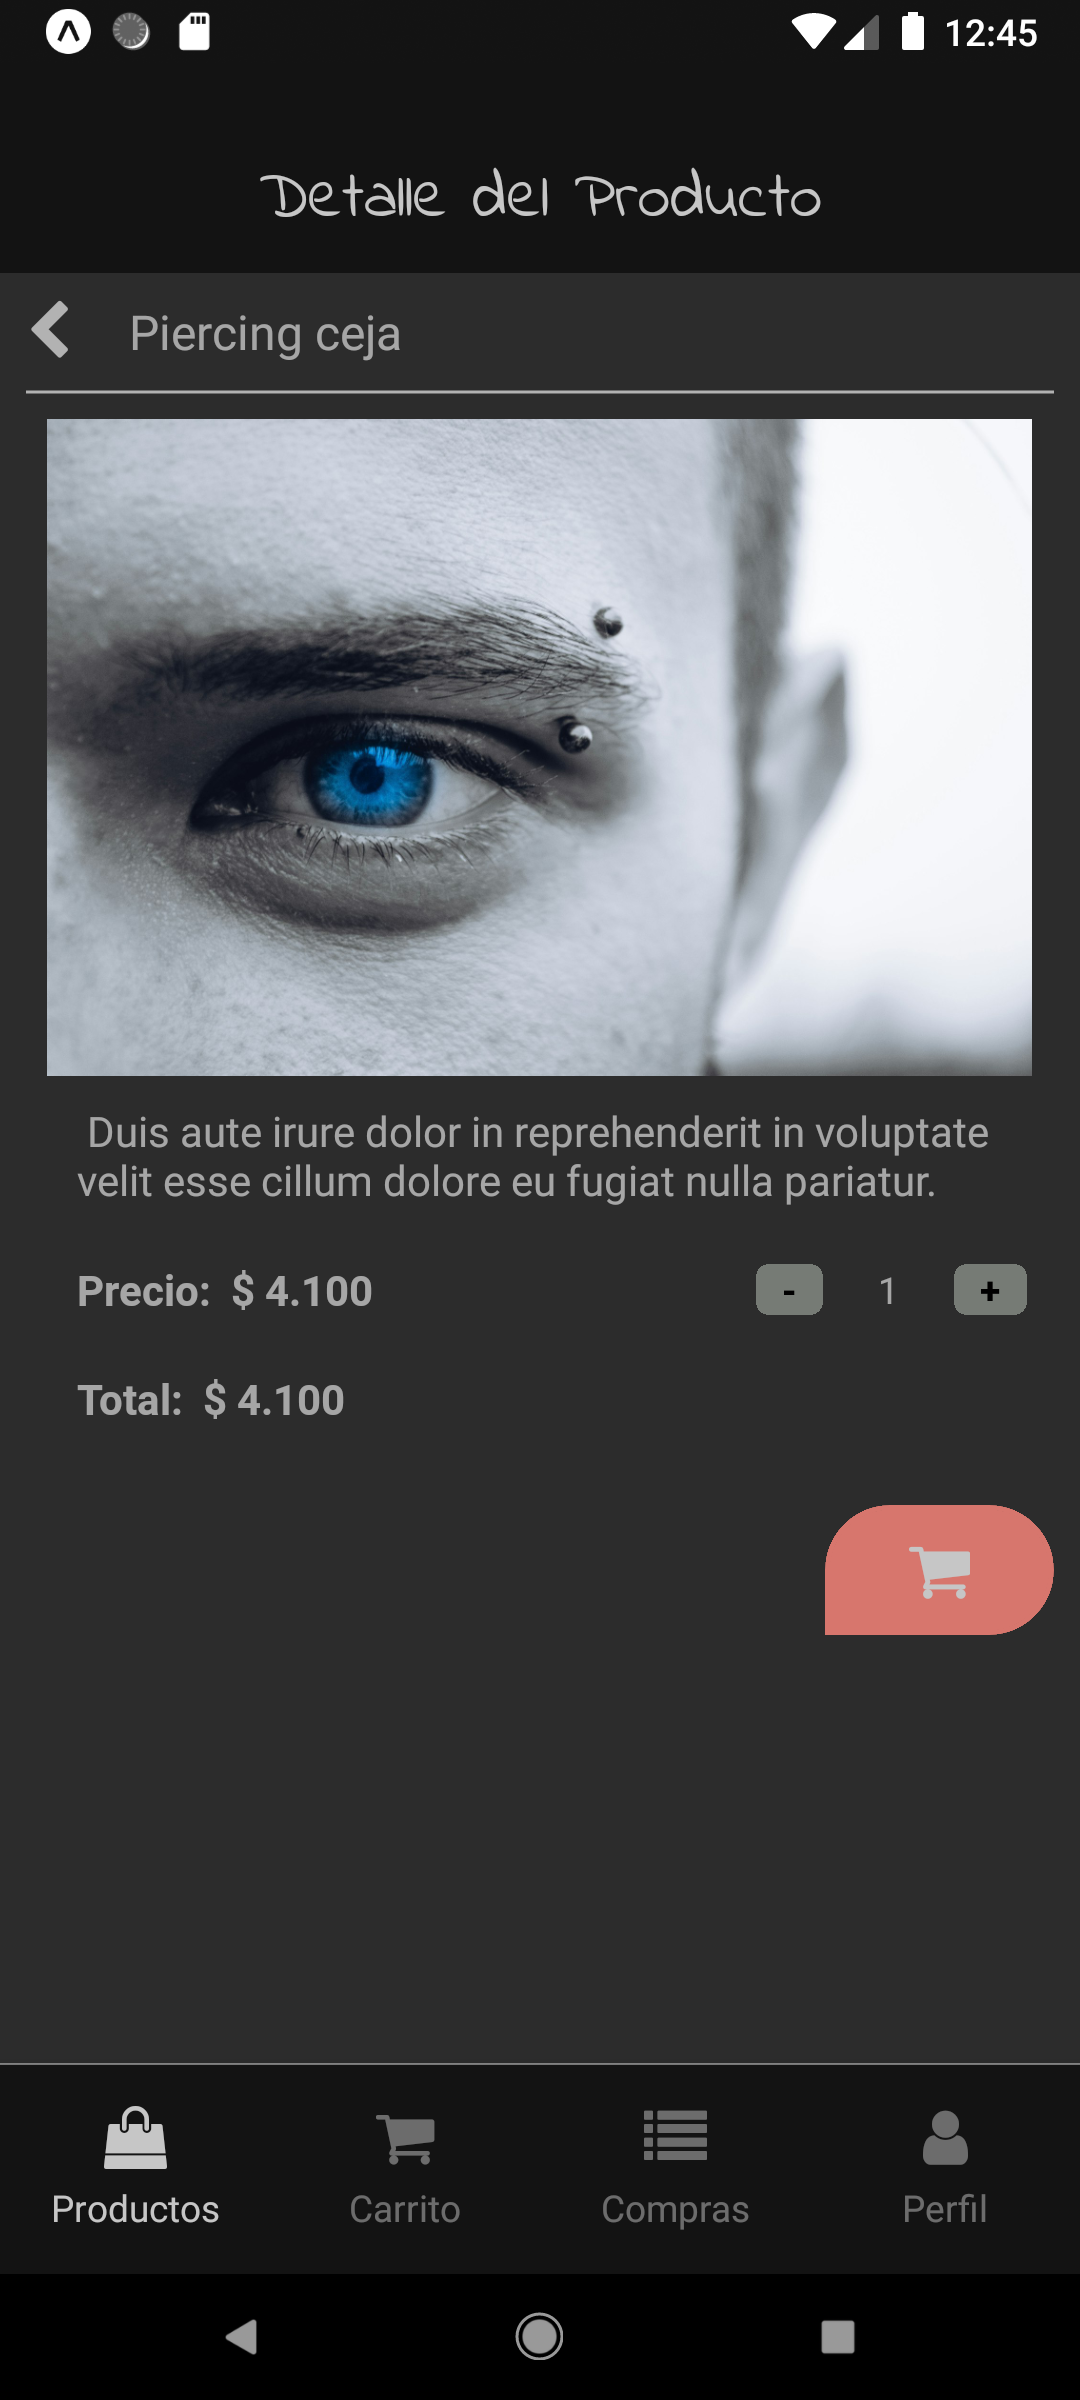 12:45
Detalle del Producto
Piercing ceja
Duis aute irure dolor in reprehenderit in voluptate
velit esse cillum dolore eu fugiat nulla pariatur.
Precio: $ 4.100 - 1 +
Total: $ 4.100
Productos Carrito Compras Perfil